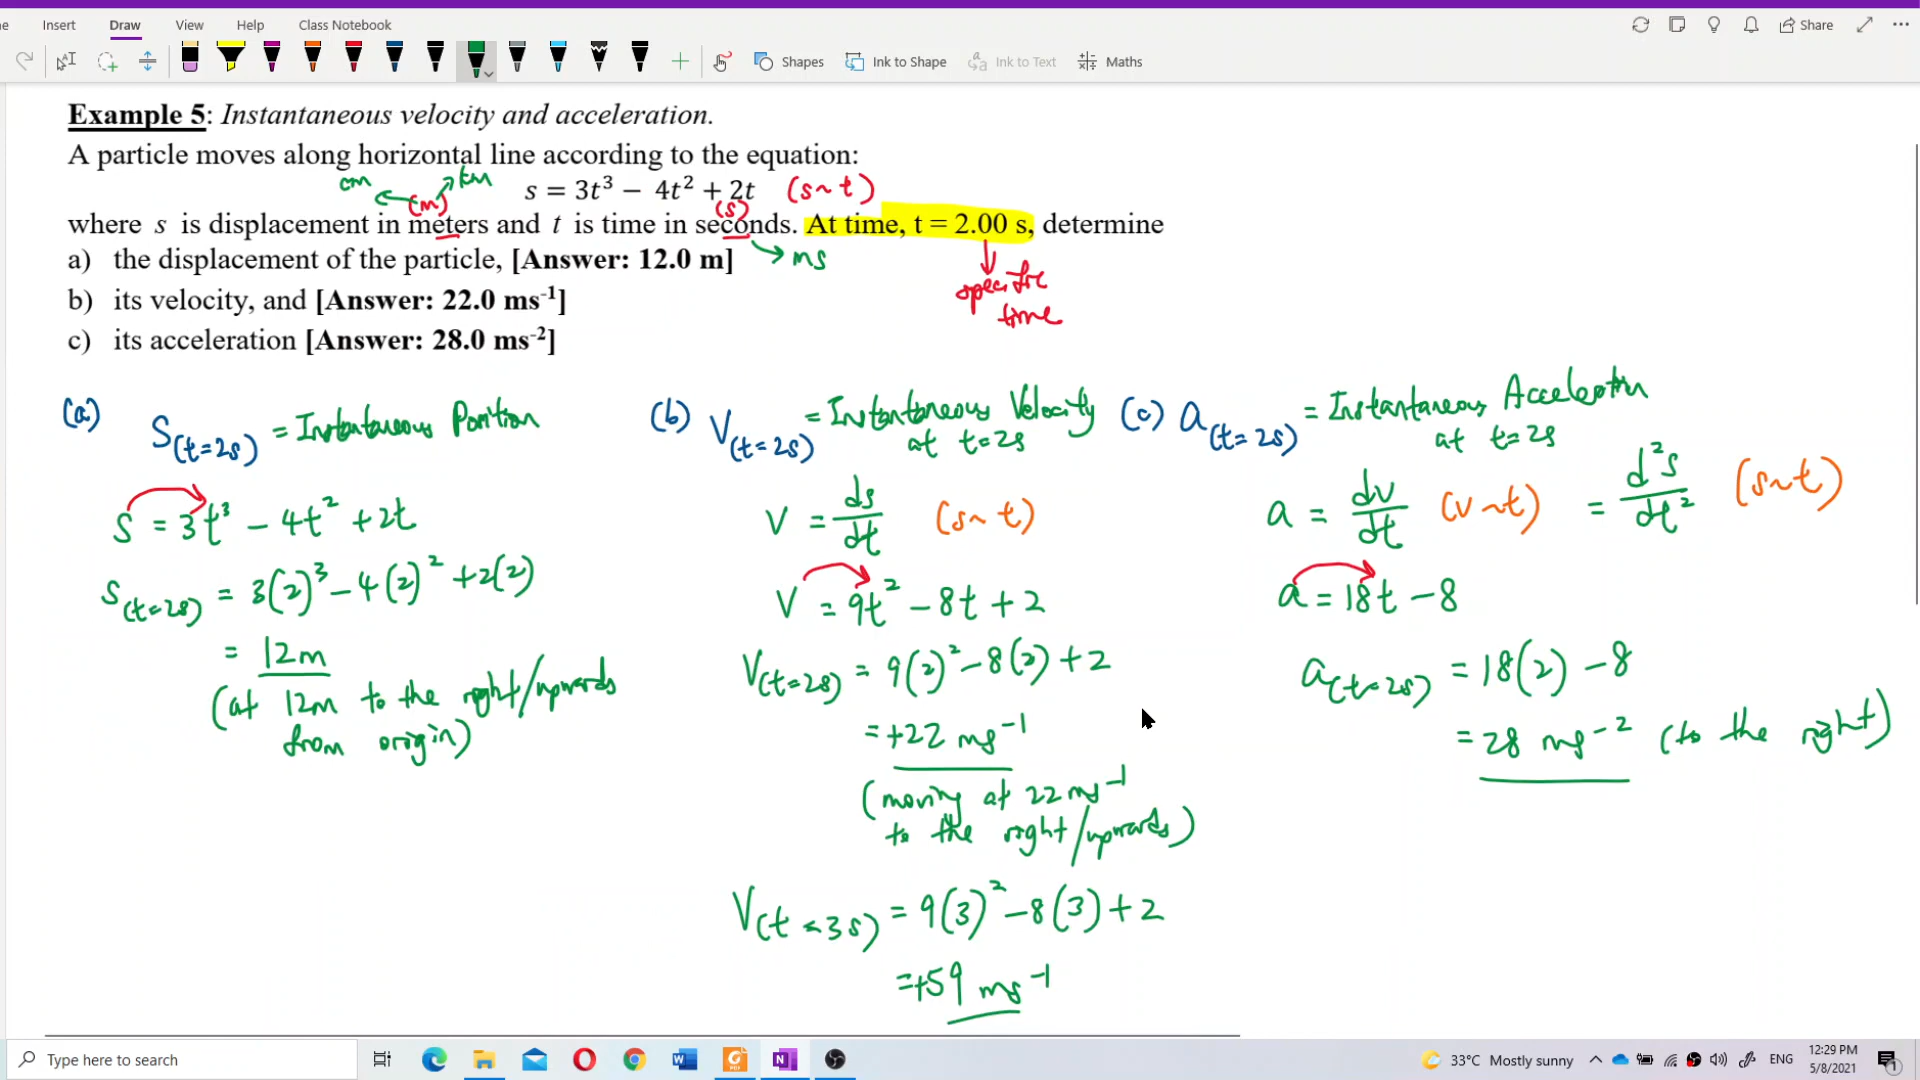 Insert Draw View Help Class Notebook Share
Shapes Ink to Shape Ink to Text Maths
Example 5: Instantaneous velocity and acceleration.
A particle moves along horizontal line according to the equation:
cm km
s = 3t³ − 4t² + 2t (s~t)
(m) (s)
where s is displacement in meters and t is time in seconds. At time, t = 2.00 s, determine
a) the displacement of the particle, [Answer: 12.0 m]
ms
specific
time
b) its velocity, and [Answer: 22.0 ms⁻¹]
c) its acceleration [Answer: 28.0 ms⁻²]
(a) S(t=2s) = Instantaneous Position
s = 3t³ − 4t² + 2t
s(t=2s) = 3(2)³ − 4(2)² + 2(2)
= 12m
(at 12m to the right/upwards
from origin)
(b) V(t=2s) = Instantaneous Velocity
at t=2s
V = ds/dt (s~t)
V = 9t² − 8t + 2
V(t=2s) = 9(2)² − 8(2) + 2
= +22 ms⁻¹
(moving at 22ms⁻¹
to the right/upwards)
V(t=3s) = 9(3)² − 8(3) + 2
= +59 ms⁻¹
(c) a(t=2s) = Instantaneous Acceleration
at t=2s
a = dv/dt (v~t) = d²s/dt² (s~t)
a = 18t − 8
a(t=2s) = 18(2) − 8
= 28 ms⁻² (to the right)
Type here to search
33°C Mostly sunny ENG 12:29 PM
5/8/2021